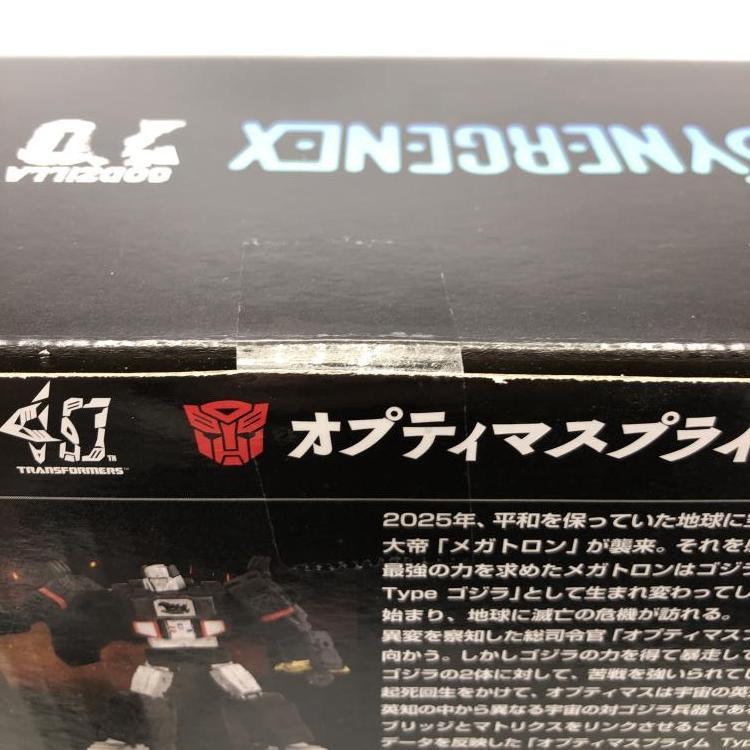 SYNERGENEX
GODZILLA 70
TM
TRANSFORMERS
オプティマスプライ
2025年、平和を保っていた地球に
大帝「メガトロン」が襲来。それを
最強の力を求めたメガトロンはゴジラ
Type ゴジラ」として生まれ変わってし
始まり、地球に滅亡の危機が訪れる。
異変を察知した総司令官「オプティマス
向かう。しかしゴジラの力を得て暴走して
ゴジラの2体に対して、苦戦を強いられて
起死回生をかけて、オプティマスは宇宙の英
英知の中から異なる宇宙の対ゴジラ兵器であ
ブリッジとマトリクスをリンクさせることで
データを反映した「オプティマスプライム Typ